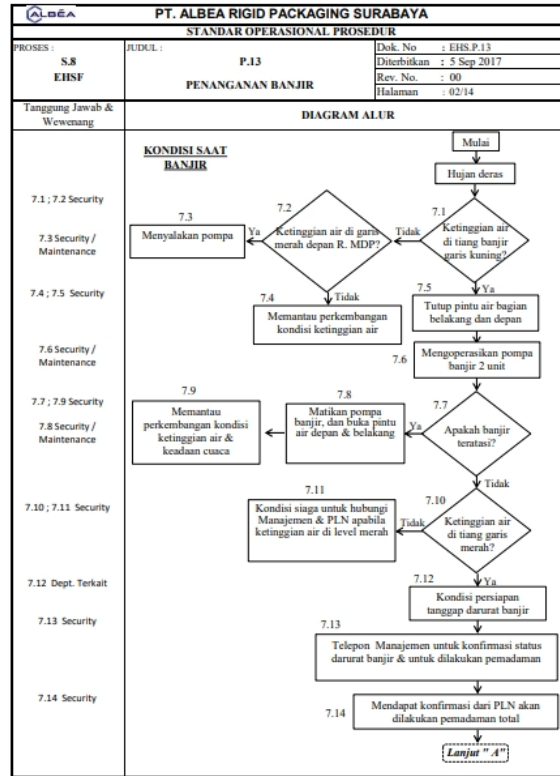 ALBÉA
PT. ALBEA RIGID PACKAGING SURABAYA
STANDAR OPERASIONAL PROSEDUR
PROSES :
S.8
EHSF
JUDUL :
P.13
PENANGANAN BANJIR
Dok. No : EHS.P.13
Diterbitkan : 5 Sep 2017
Rev. No. : 00
Halaman : 02/14
Tanggung Jawab &
Wewenang
DIAGRAM ALUR
KONDISI SAAT
BANJIR
Mulai
Hujan deras
7.1 ; 7.2 Security
7.1
Ketinggian air
di tiang banjir
garis kuning?
Tidak
7.2
Ketinggian air di garis
merah depan R. MDP?
Ya
7.3
Menyalakan pompa
7.3 Security /
Maintenance
Tidak
7.4
Memantau perkembangan
kondisi ketinggian air
7.4 ; 7.5 Security
Ya
7.5
Tutup pintu air bagian
belakang dan depan
7.6 Security /
Maintenance
7.6
Mengoperasikan pompa
banjir 2 unit
7.7 ; 7.9 Security
7.8 Security /
Maintenance
7.7
Apakah banjir
teratasi?
Ya
7.8
Matikan pompa
banjir, dan buka pintu
air depan & belakang
7.9
Memantau
perkembangan kondisi
ketinggian air &
keadaan cuaca
Tidak
7.10 ; 7.11 Security
7.10
Ketinggian air
di tiang garis
merah?
Tidak
7.11
Kondisi siaga untuk hubungi
Manajemen & PLN apabila
ketinggian air di level merah
Ya
7.12 Dept. Terkait
7.12
Kondisi persiapan
tanggap darurat banjir
7.13 Security
7.13
Telepon Manajemen untuk konfirmasi status
darurat banjir & untuk dilakukan pemadaman
7.14 Security
7.14
Mendapat konfirmasi dari PLN akan
dilakukan pemadaman total
Lanjut " A"